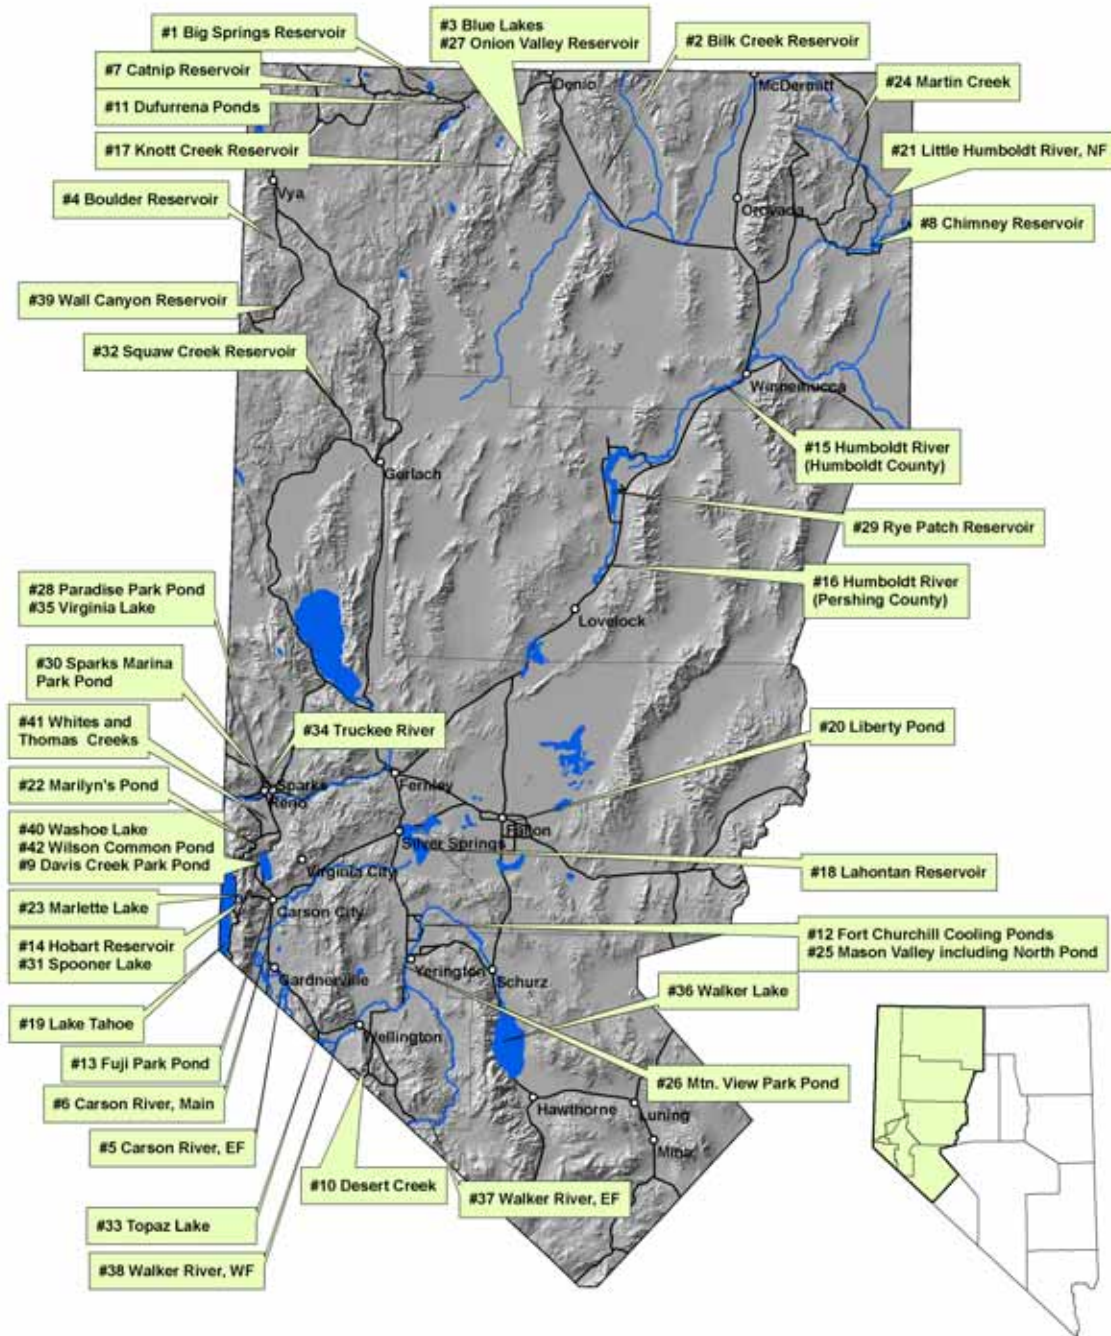 #1 Big Springs Reservoir
#3 Blue Lakes
#27 Onion Valley Reservoir
#2 Bilk Creek Reservoir
#7 Catnip Reservoir
#24 Martin Creek
#11 Dufurrena Ponds
Denio
McDermitt
#17 Knott Creek Reservoir
#21 Little Humboldt River, NF
Vya
#4 Boulder Reservoir
Orovada
#8 Chimney Reservoir
#39 Wall Canyon Reservoir
#32 Squaw Creek Reservoir
Winnemucca
#15 Humboldt River
(Humboldt County)
Gerlach
#29 Rye Patch Reservoir
#28 Paradise Park Pond
#35 Virginia Lake
#16 Humboldt River
(Pershing County)
Lovelock
#30 Sparks Marina
Park Pond
#41 Whites and
Thomas Creeks
#34 Truckee River
#20 Liberty Pond
#22 Marilyn's Pond
Sparks
Reno
Fernley
Fallon
#40 Washoe Lake
#42 Wilson Common Pond
#9 Davis Creek Park Pond
Silver Springs
Virginia City
#18 Lahontan Reservoir
#23 Marlette Lake
Carson City
#14 Hobart Reservoir
#31 Spooner Lake
#12 Fort Churchill Cooling Ponds
#25 Mason Valley including North Pond
Yerington
Gardnerville
Schurz
#36 Walker Lake
#19 Lake Tahoe
Wellington
#13 Fuji Park Pond
#26 Mtn. View Park Pond
#6 Carson River, Main
Hawthorne
Luning
#5 Carson River, EF
Mina
#10 Desert Creek
#37 Walker River, EF
#33 Topaz Lake
#38 Walker River, WF